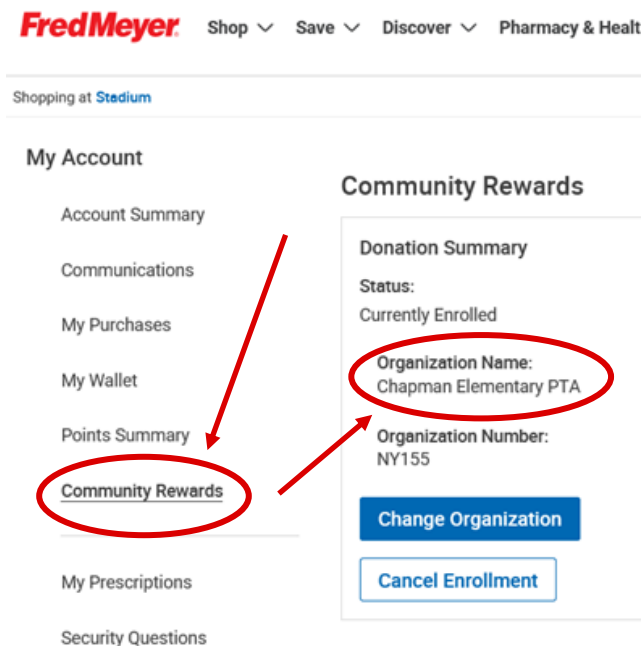 FredMeyer. Shop Save Discover Pharmacy & Healt
Shopping at Stadium
My Account
Account Summary
Communications
My Purchases
My Wallet
Points Summary
Community Rewards
My Prescriptions
Security Questions
Community Rewards
Donation Summary
Status:
Currently Enrolled
Organization Name:
Chapman Elementary PTA
Organization Number:
NY155
Change Organization
Cancel Enrollment